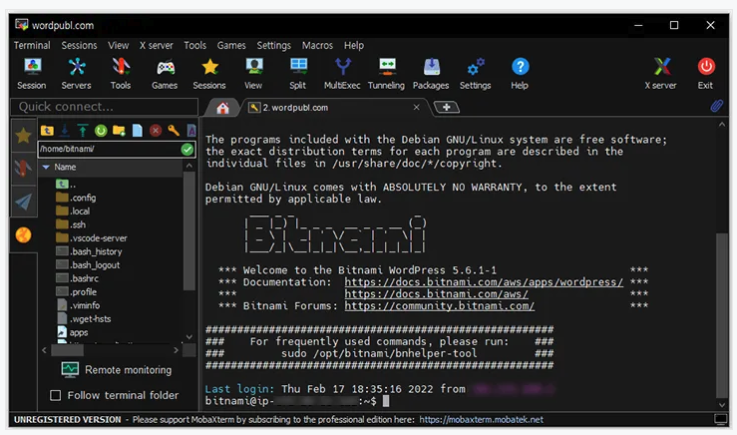 wordpubl.com
Terminal Sessions View X server Tools Games Settings Macros Help
Session Servers Tools Games Sessions View Split MultiExec Tunneling Packages Settings Help X server Exit
Quick connect...
2. wordpubl.com
/home/bitnami/
Name
..
.config
.local
.ssh
.vscode-server
.bash_history
.bash_logout
.bashrc
.profile
.viminfo
.wget-hsts
apps
Remote monitoring
Follow terminal folder
The programs included with the Debian GNU/Linux system are free software;
the exact distribution terms for each program are described in the
individual files in /usr/share/doc/*/copyright.
Debian GNU/Linux comes with ABSOLUTELY NO WARRANTY, to the extent
permitted by applicable law.
Bitnami
*** Welcome to the Bitnami WordPress 5.6.1-1 ***
*** Documentation: https://docs.bitnami.com/aws/apps/wordpress/ ***
*** https://docs.bitnami.com/aws/ ***
*** Bitnami Forums: https://community.bitnami.com/ ***
#######################################################
### For frequently used commands, please run: ###
### sudo /opt/bitnami/bnhelper-tool ###
#######################################################
Last login: Thu Feb 17 18:35:16 2022 from
bitnami@ip- :~$
UNREGISTERED VERSION - Please support MobaXterm by subscribing to the professional edition here: https://mobaxterm.mobatek.net